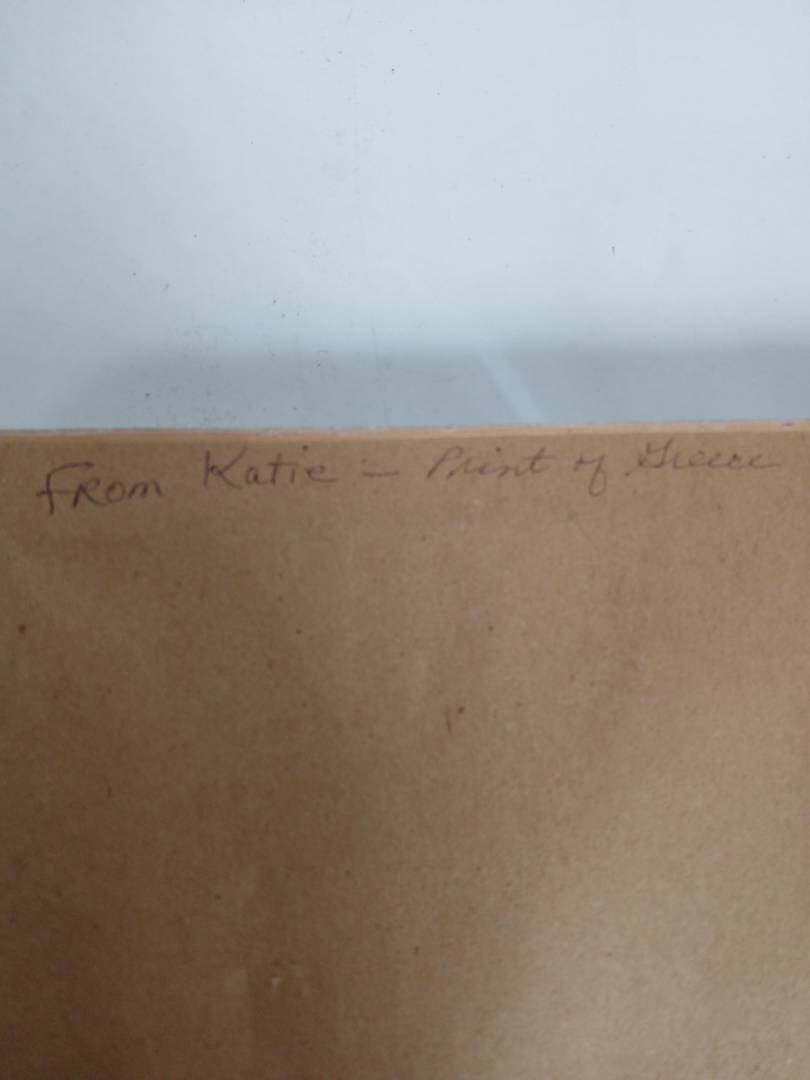 From Katie - Print of Greece